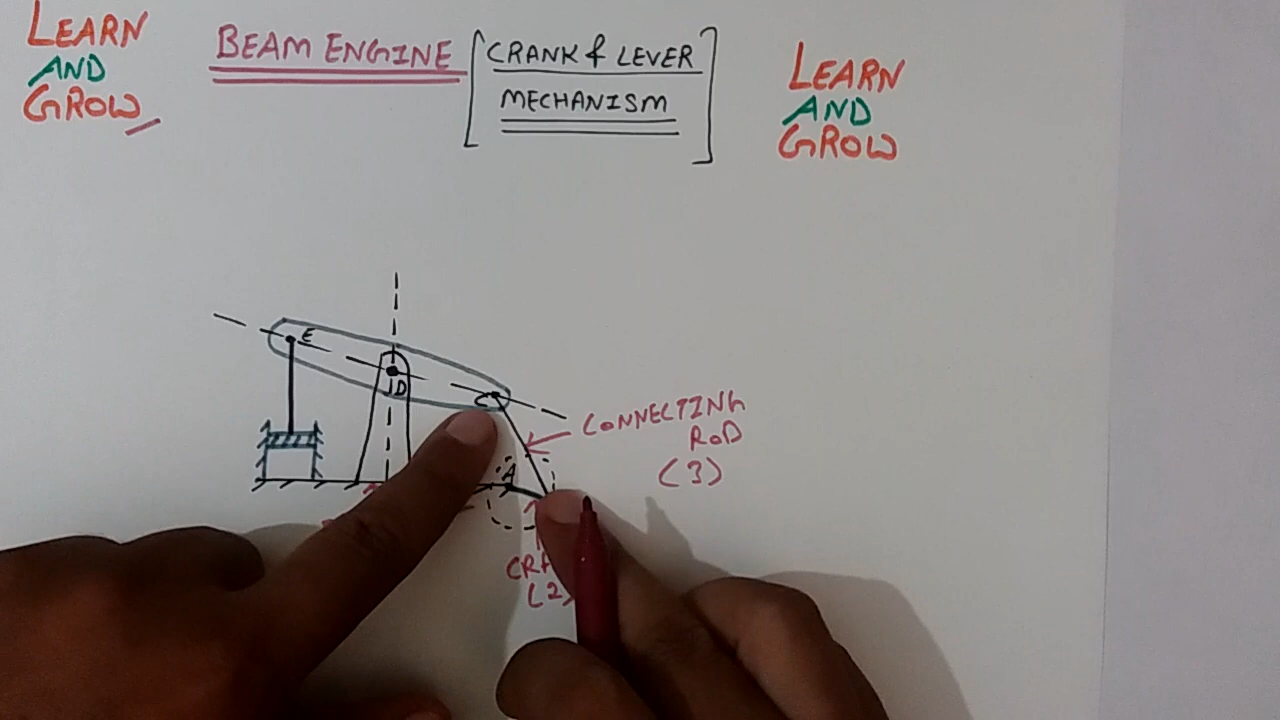 LEARN
AND
GROW
BEAM ENGINE
CRANK & LEVER
MECHANISM
LEARN
AND
GROW
E
D
C
CONNECTING
ROD
(3)
A
(2)